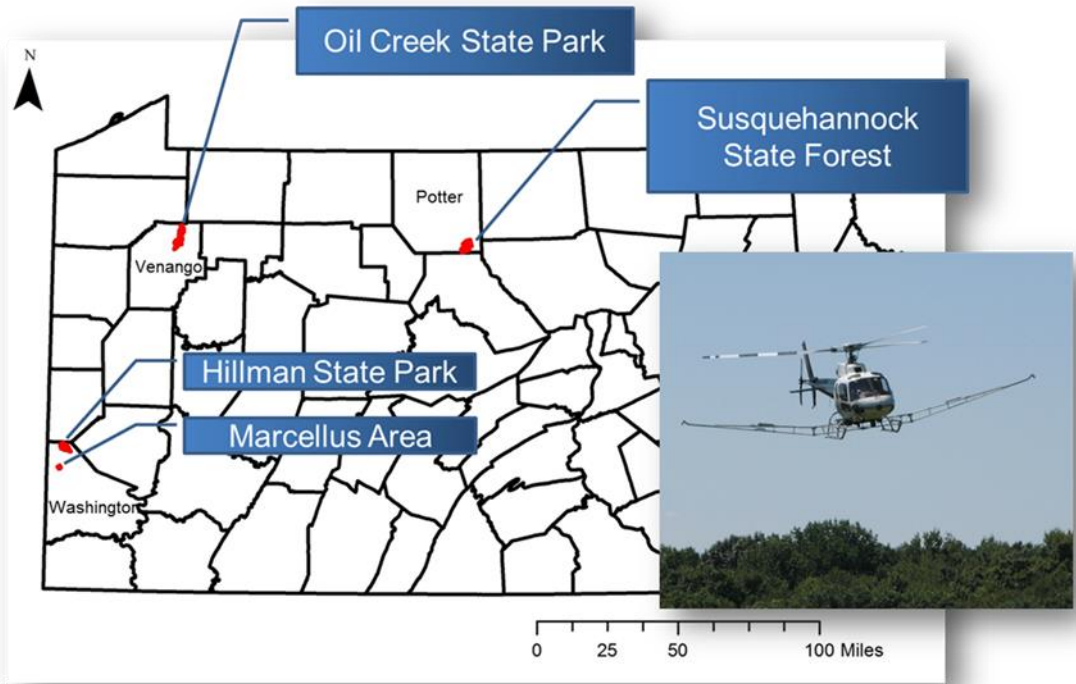 Oil Creek State Park
N
Susquehannock
State Forest
Potter
Venango
Hillman State Park
Marcellus Area
Washington
0 25 50 100 Miles